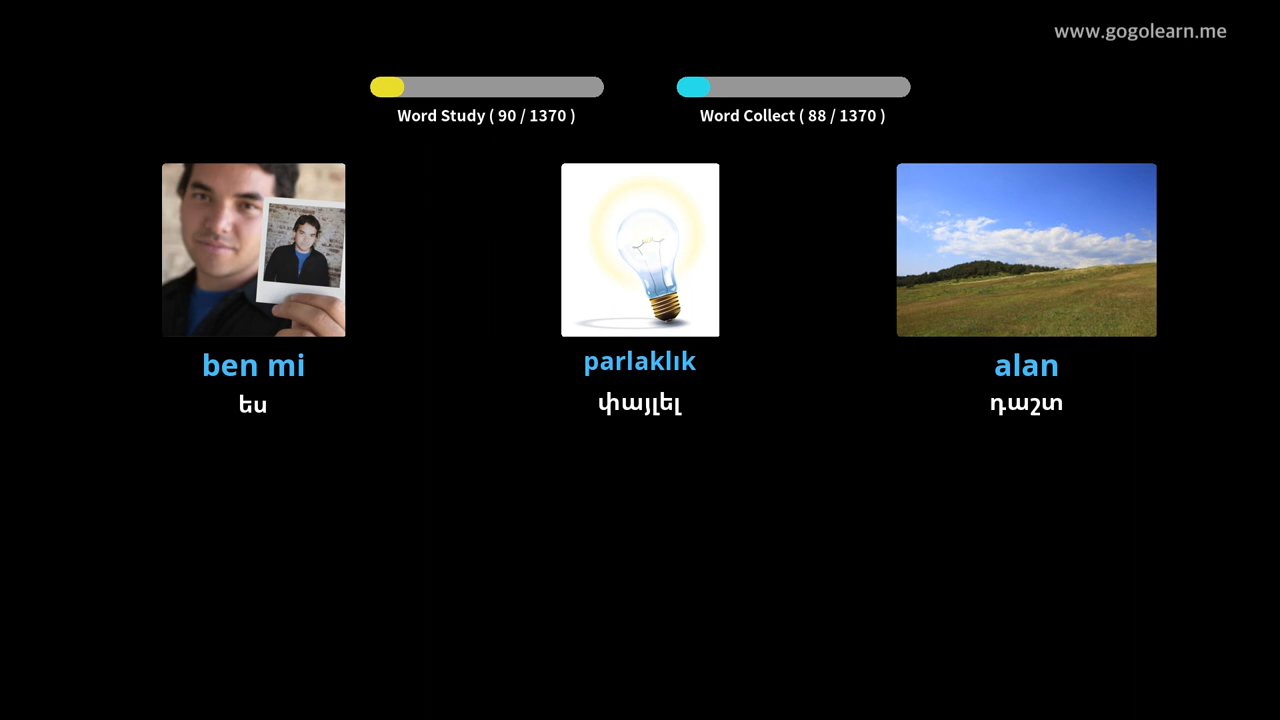 www.gogolearn.me
Word Study ( 90 / 1370 )
Word Collect ( 88 / 1370 )
ben mi
ես
parlaklık
փայլել
alan
դաշտ